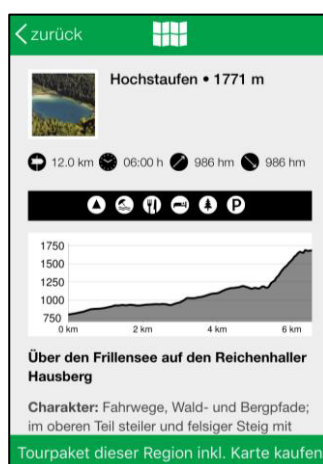 zurück
Hochstaufen • 1771 m
12.0 km 06:00 h 986 hm 986 hm
P
1750
1500
1250
1000
750
0 km 2 km 4 km 6 km
Über den Frillensee auf den Reichenhaller
Hausberg
Charakter: Fahrwege, Wald- und Bergpfade;
im oberen Teil steiler und felsiger Steig mit
Tourpaket dieser Region inkl. Karte kaufen